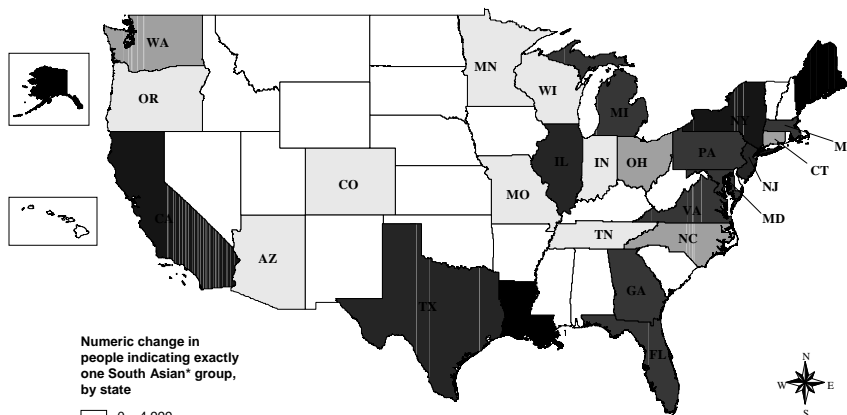 WA
MN
OR
WI
MI
NY
M
PA
IL
IN
OH
CT
NJ
CO
MO
CA
VA
MD
TN
NC
AZ
GA
TX
FL
Numeric change in
people indicating exactly
one South Asian* group,
by state
N
W E
S